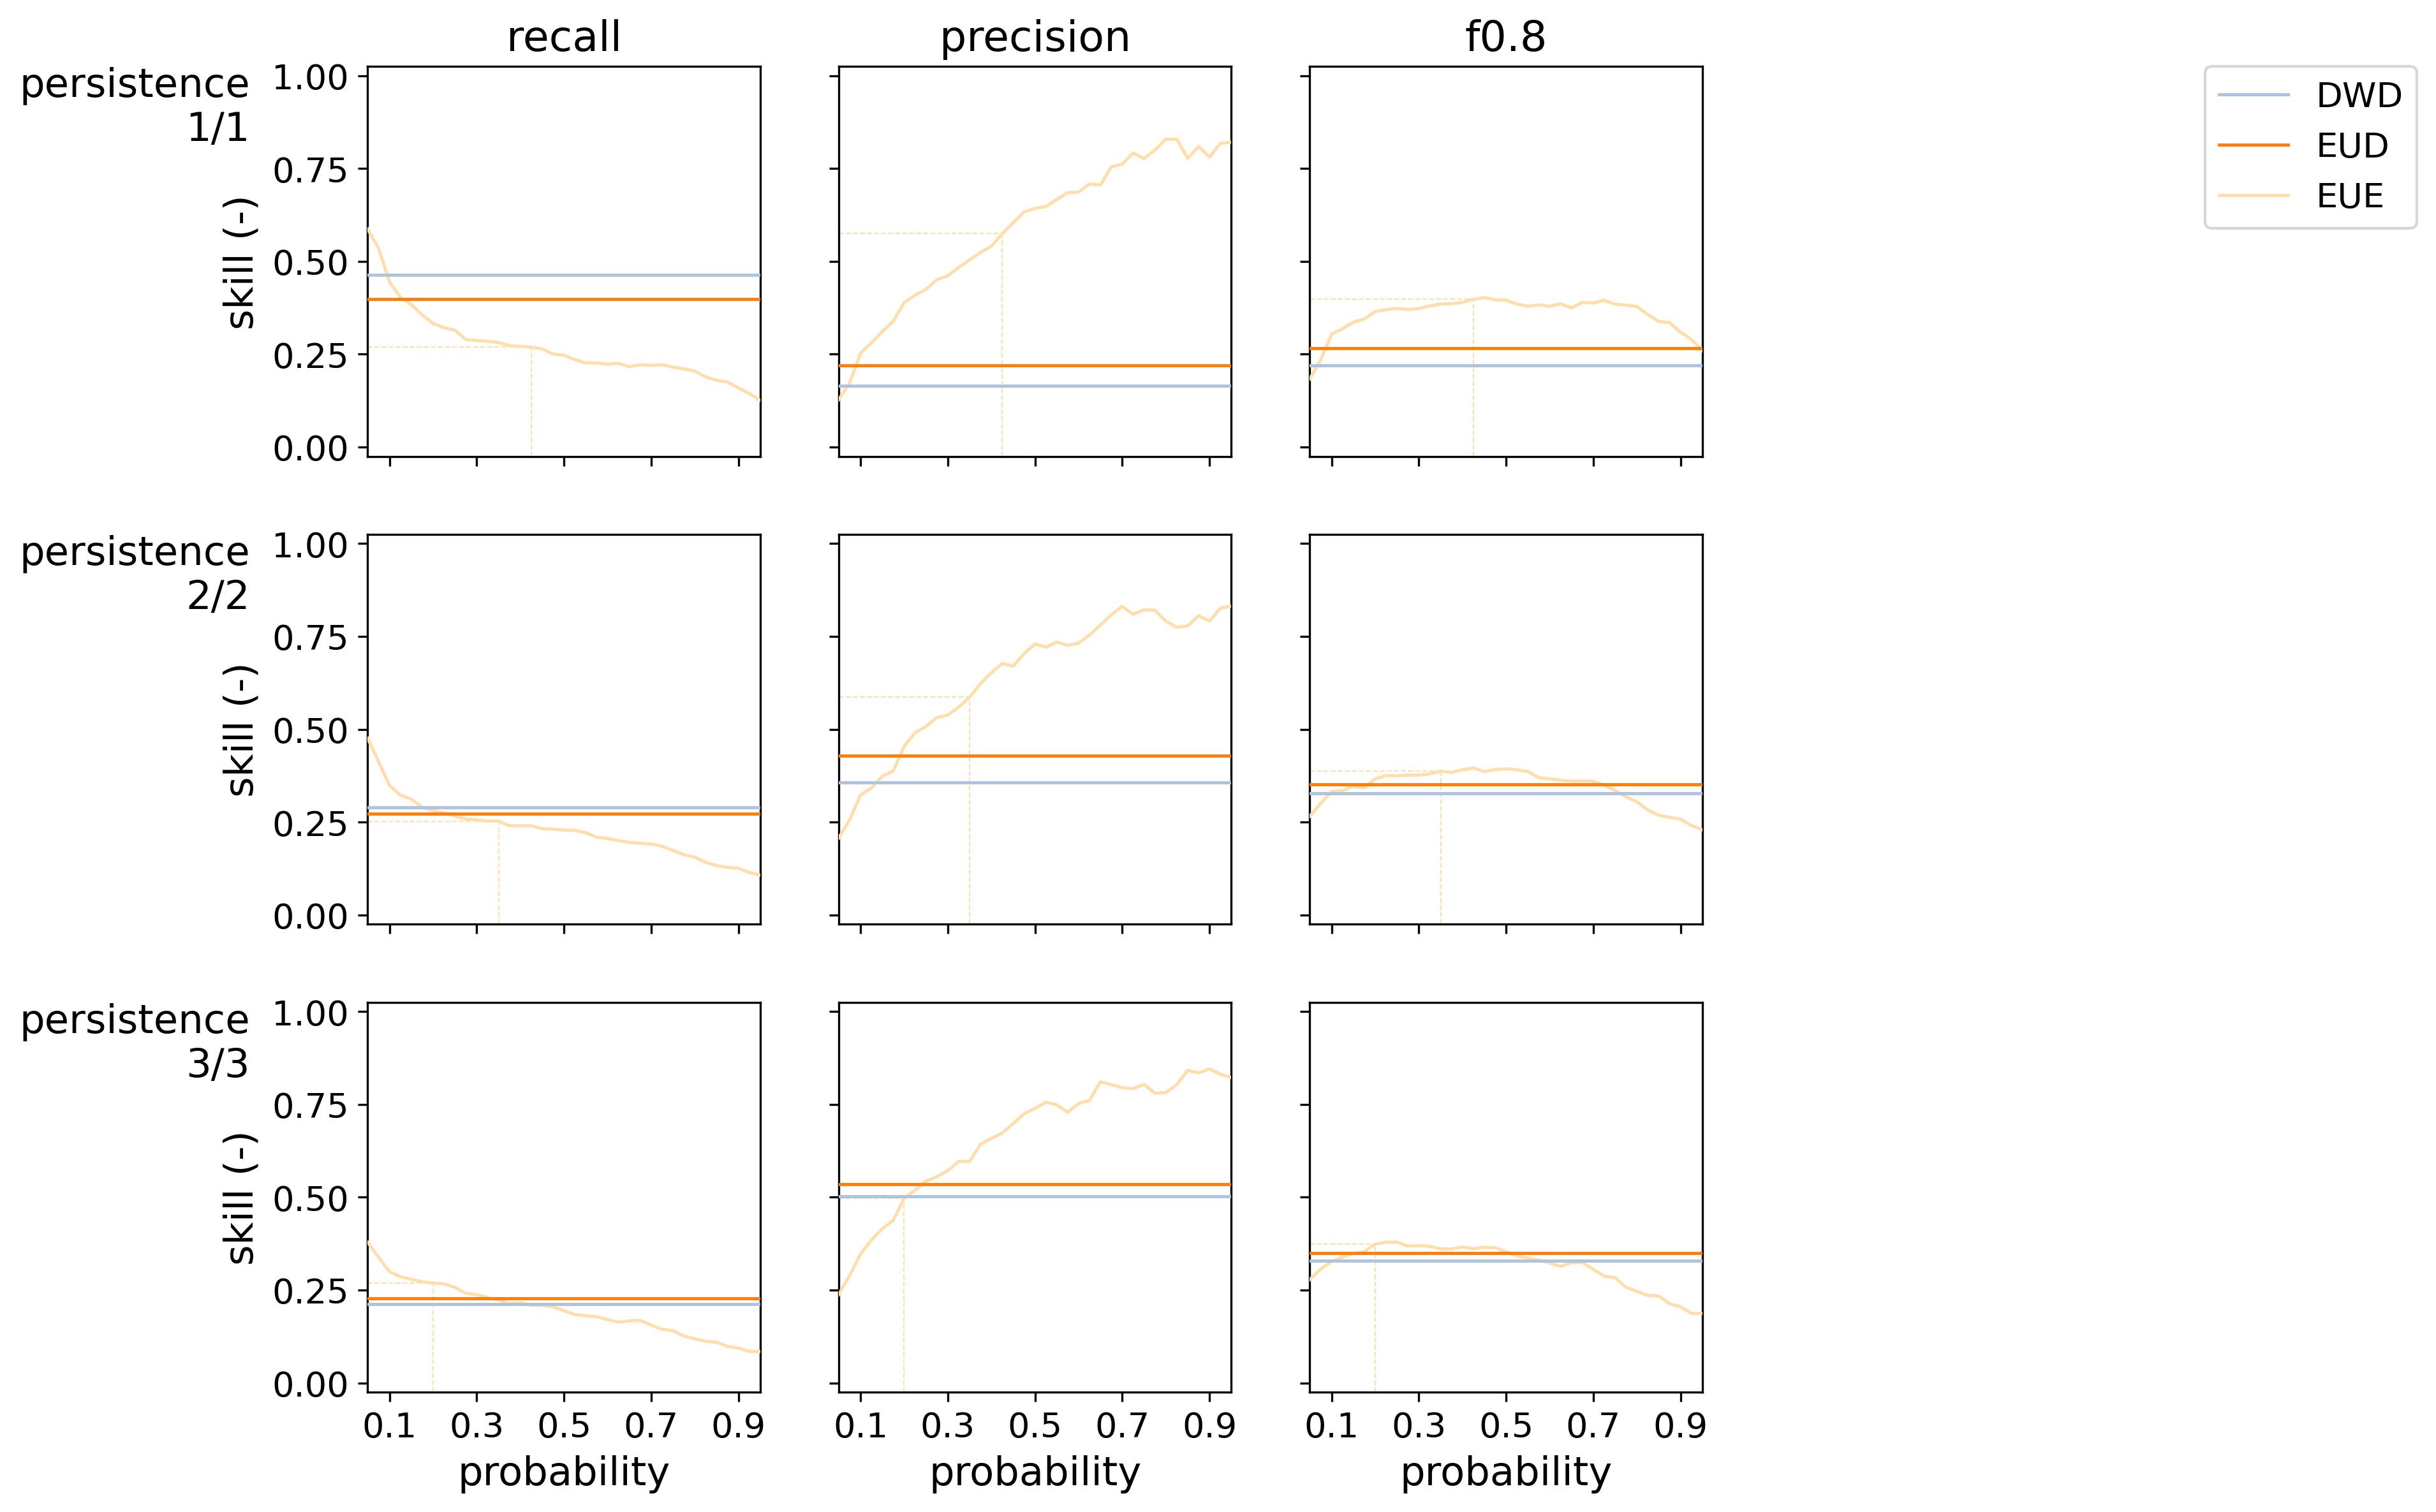 recall
precision
f0.8
persistence
1/1
skill (-)
1.00
0.75
0.50
0.25
0.00
DWD
EUD
EUE
persistence
2/2
skill (-)
1.00
0.75
0.50
0.25
0.00
persistence
3/3
skill (-)
1.00
0.75
0.50
0.25
0.00
0.1 0.3 0.5 0.7 0.9
probability
0.1 0.3 0.5 0.7 0.9
probability
0.1 0.3 0.5 0.7 0.9
probability